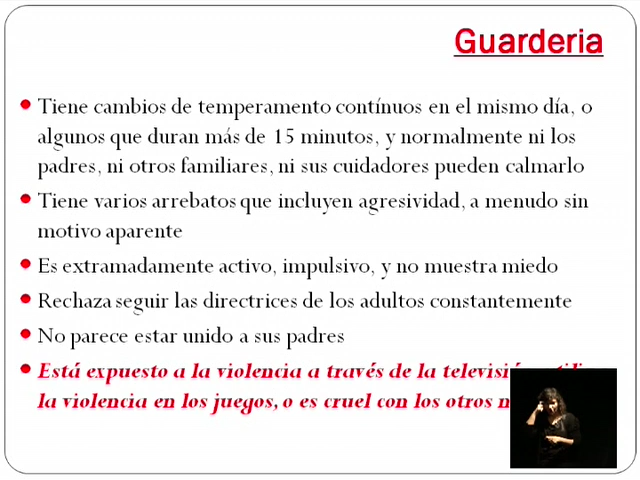 Guarderia
Tiene cambios de temperamento contínuos en el mismo día, o
algunos que duran más de 15 minutos, y normalmente ni los
padres, ni otros familiares, ni sus cuidadores pueden calmarlo
Tiene varios arrebatos que incluyen agresividad, a menudo sin
motivo aparente
Es extramadamente activo, impulsivo, y no muestra miedo
Rechaza seguir las directrices de los adultos constantemente
No parece estar unido a sus padres
Está expuesto a la violencia a través de la
la violencia en los juegos, o es cruel con los otros